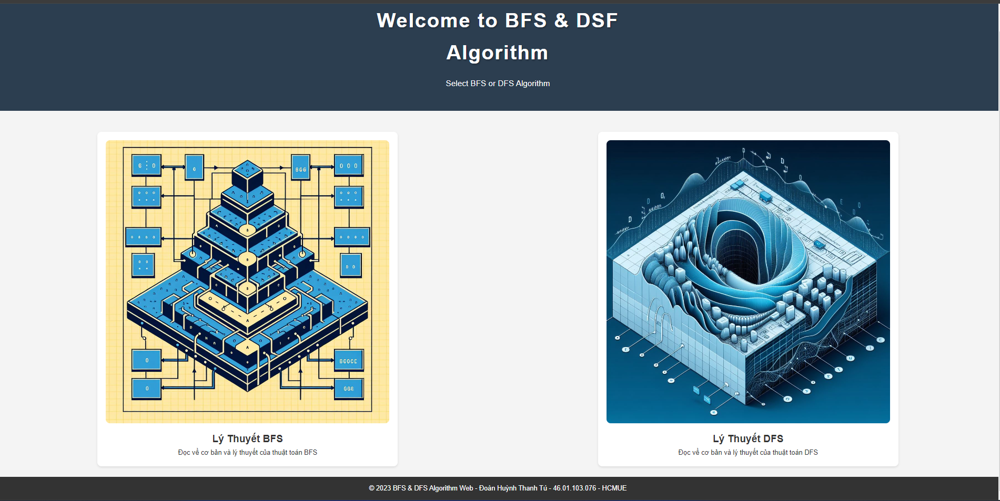 Welcome to BFS & DSF
Algorithm
Select BFS or DFS Algorithm
Lý Thuyết BFS
Đọc về cơ bản và lý thuyết của thuật toán BFS
Lý Thuyết DFS
Đọc về cơ bản và lý thuyết của thuật toán DFS
© 2023 BFS & DFS Algorithm Web - Đoàn Huỳnh Thanh Tú - 46.01.103.076 - HCMUE